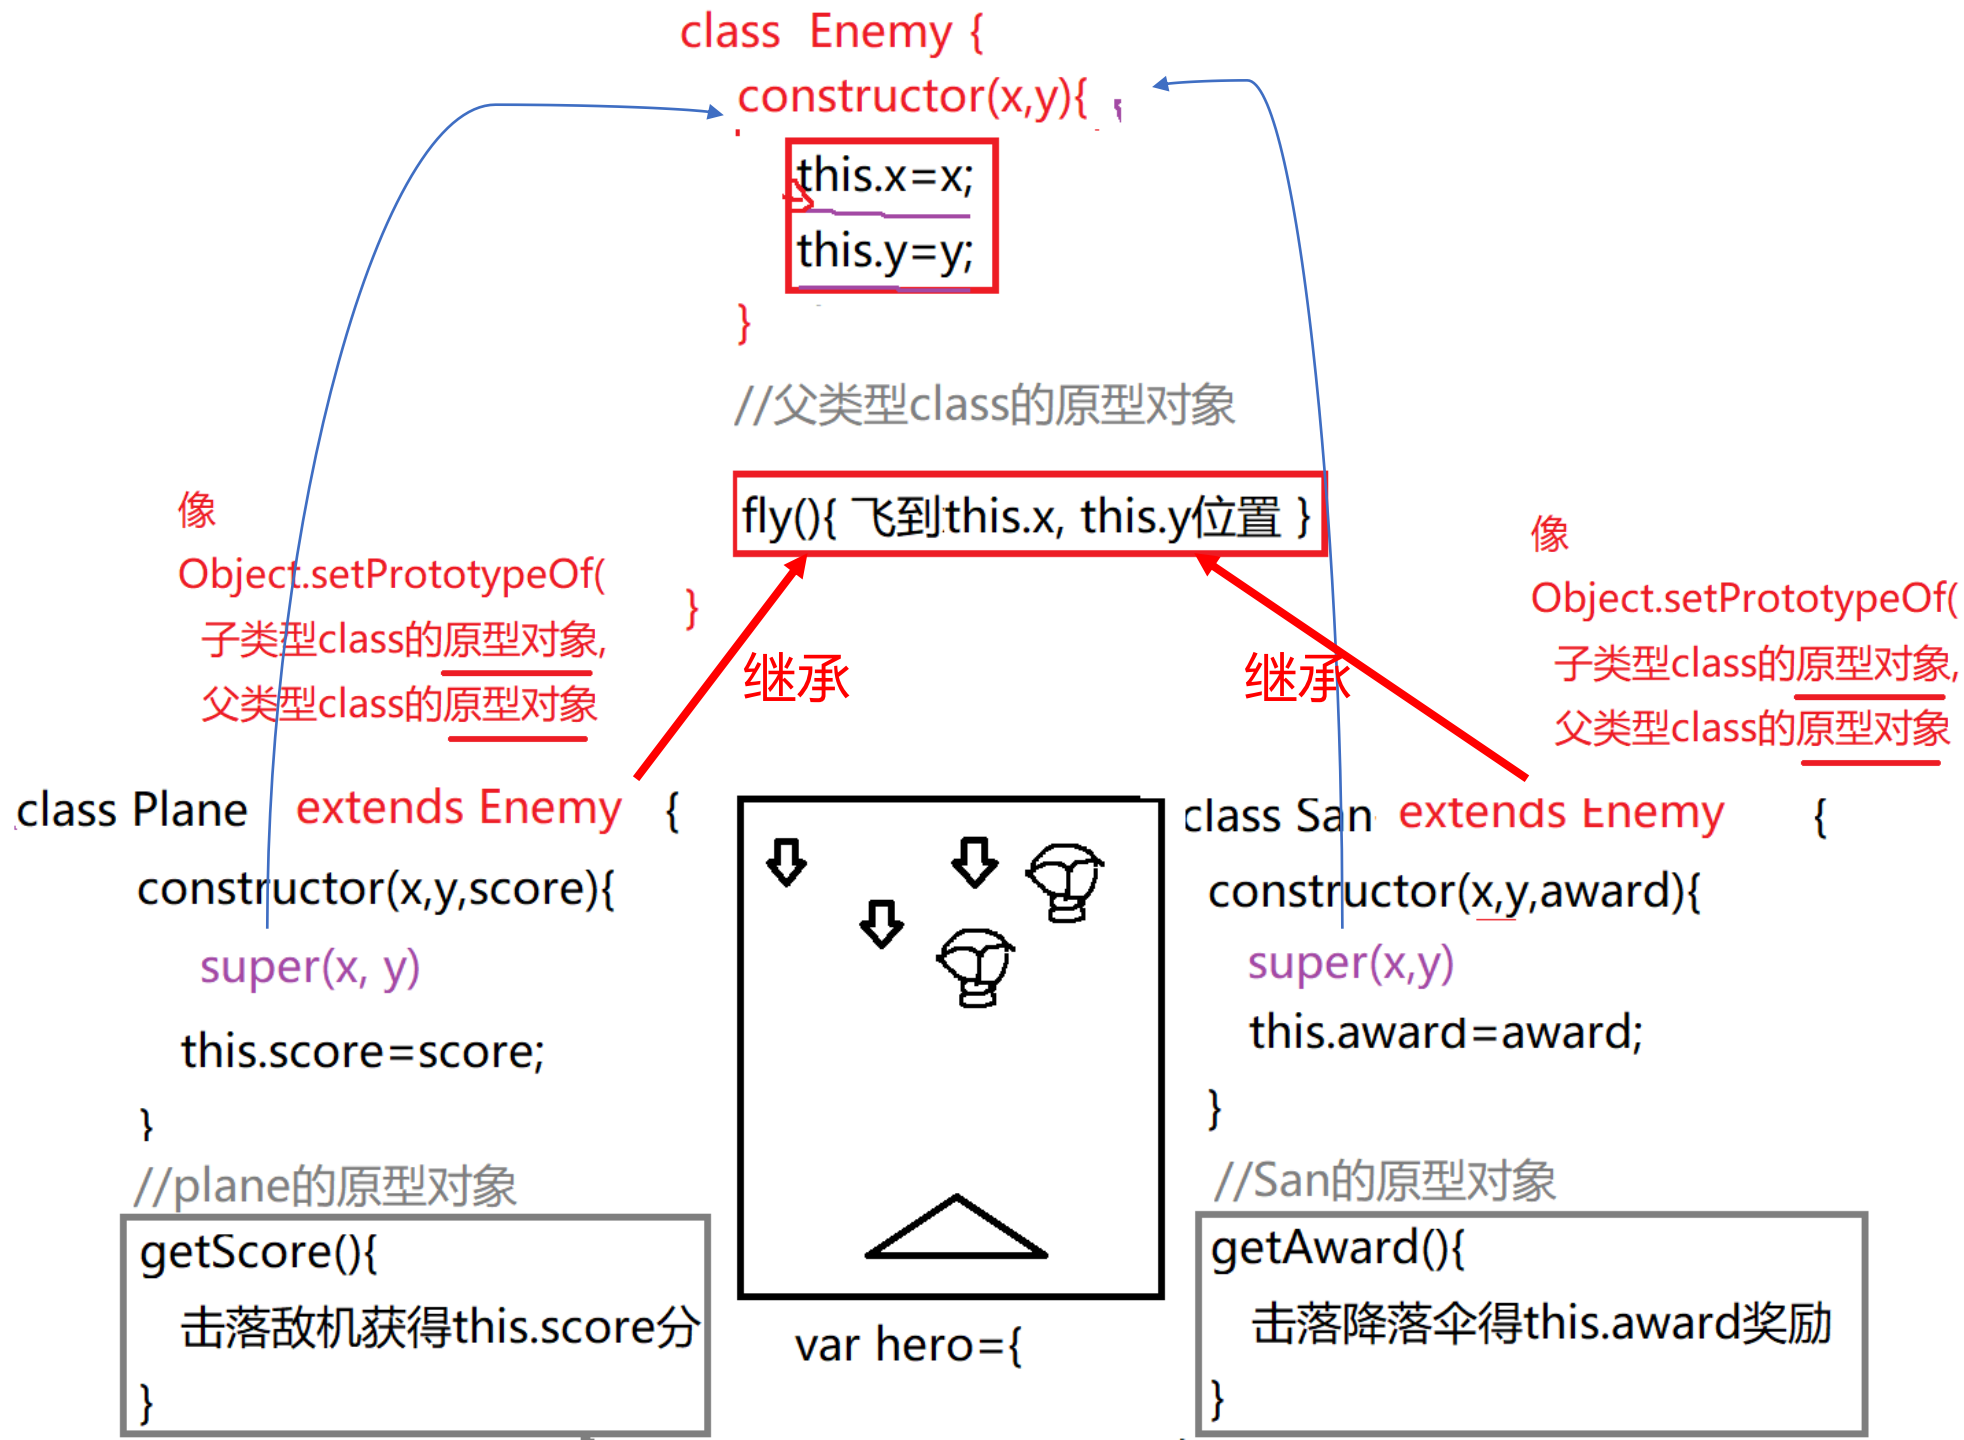 class  Enemy {
constructor(x,y){
this.x=x;
this.y=y;
}
//父类型class的原型对象
fly(){ 飞到this.x, this.y位置 }
}
像
Object.setPrototypeOf(
子类型class的原型对象,
父类型class的原型对象
继承
继承
像
Object.setPrototypeOf(
子类型class的原型对象,
父类型class的原型对象
class Plane extends Enemy {
constructor(x,y,score){
super(x, y)
this.score=score;
}
//plane的原型对象
getScore(){
击落敌机获得this.score分
}
var hero={
class San extends Enemy {
constructor(x,y,award){
super(x,y)
this.award=award;
}
//San的原型对象
getAward(){
击落降落伞得this.award奖励
}